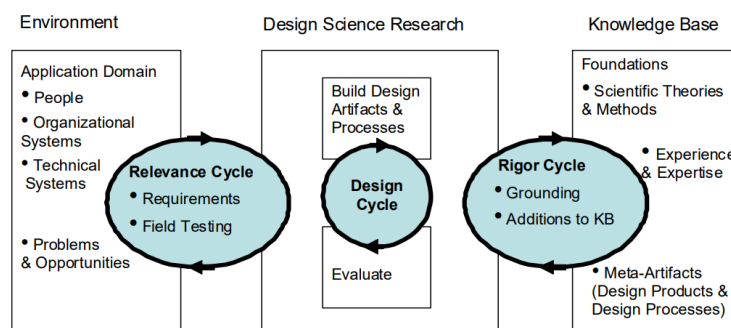 Environment
Design Science Research
Knowledge Base
Application Domain
• People
• Organizational
Systems
• Technical
Systems
• Problems
& Opportunities
Relevance Cycle
• Requirements
• Field Testing
Build Design
Artifacts &
Processes
Design
Cycle
Evaluate
Rigor Cycle
• Grounding
• Additions to KB
Foundations
• Scientific Theories
& Methods
• Experience
& Expertise
• Meta-Artifacts
(Design Products &
Design Processes)